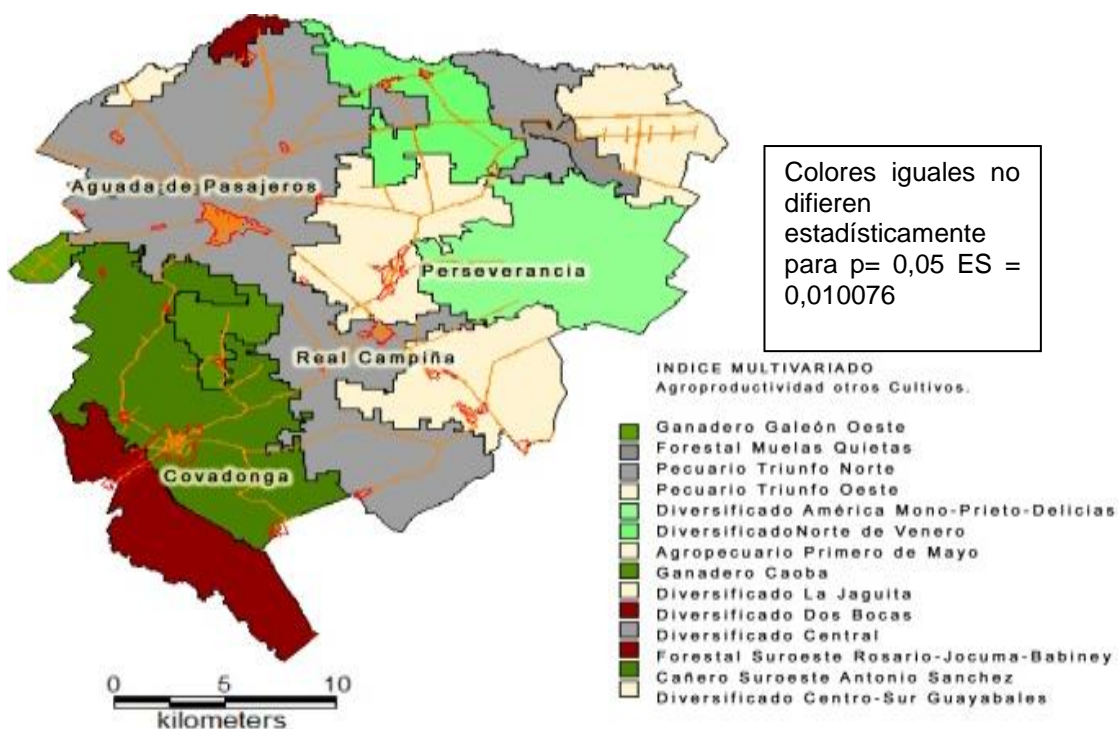 Aguada de Pasajeros
Perseverancia
Real Campiña
Covadonga
Colores iguales no
difieren
estadísticamente
para p= 0,05 ES =
0,010076
INDICE MULTIVARIADO
Agroproductividad otros Cultivos.
Ganadero Galeón Oeste
Forestal Muelas Quietas
Pecuario Triunfo Norte
Pecuario Triunfo Oeste
Diversificado América Mono-Prieto-Delicias
DiversificadoNorte de Venero
Agropecuario Primero de Mayo
Ganadero Caoba
Diversificado La Jaguita
Diversificado Dos Bocas
Diversificado Central
Forestal Suroeste Rosario-Jocuma-Babiney
Cañero Suroeste Antonio Sanchez
Diversificado Centro-Sur Guayabales
0 5 10
kilometers